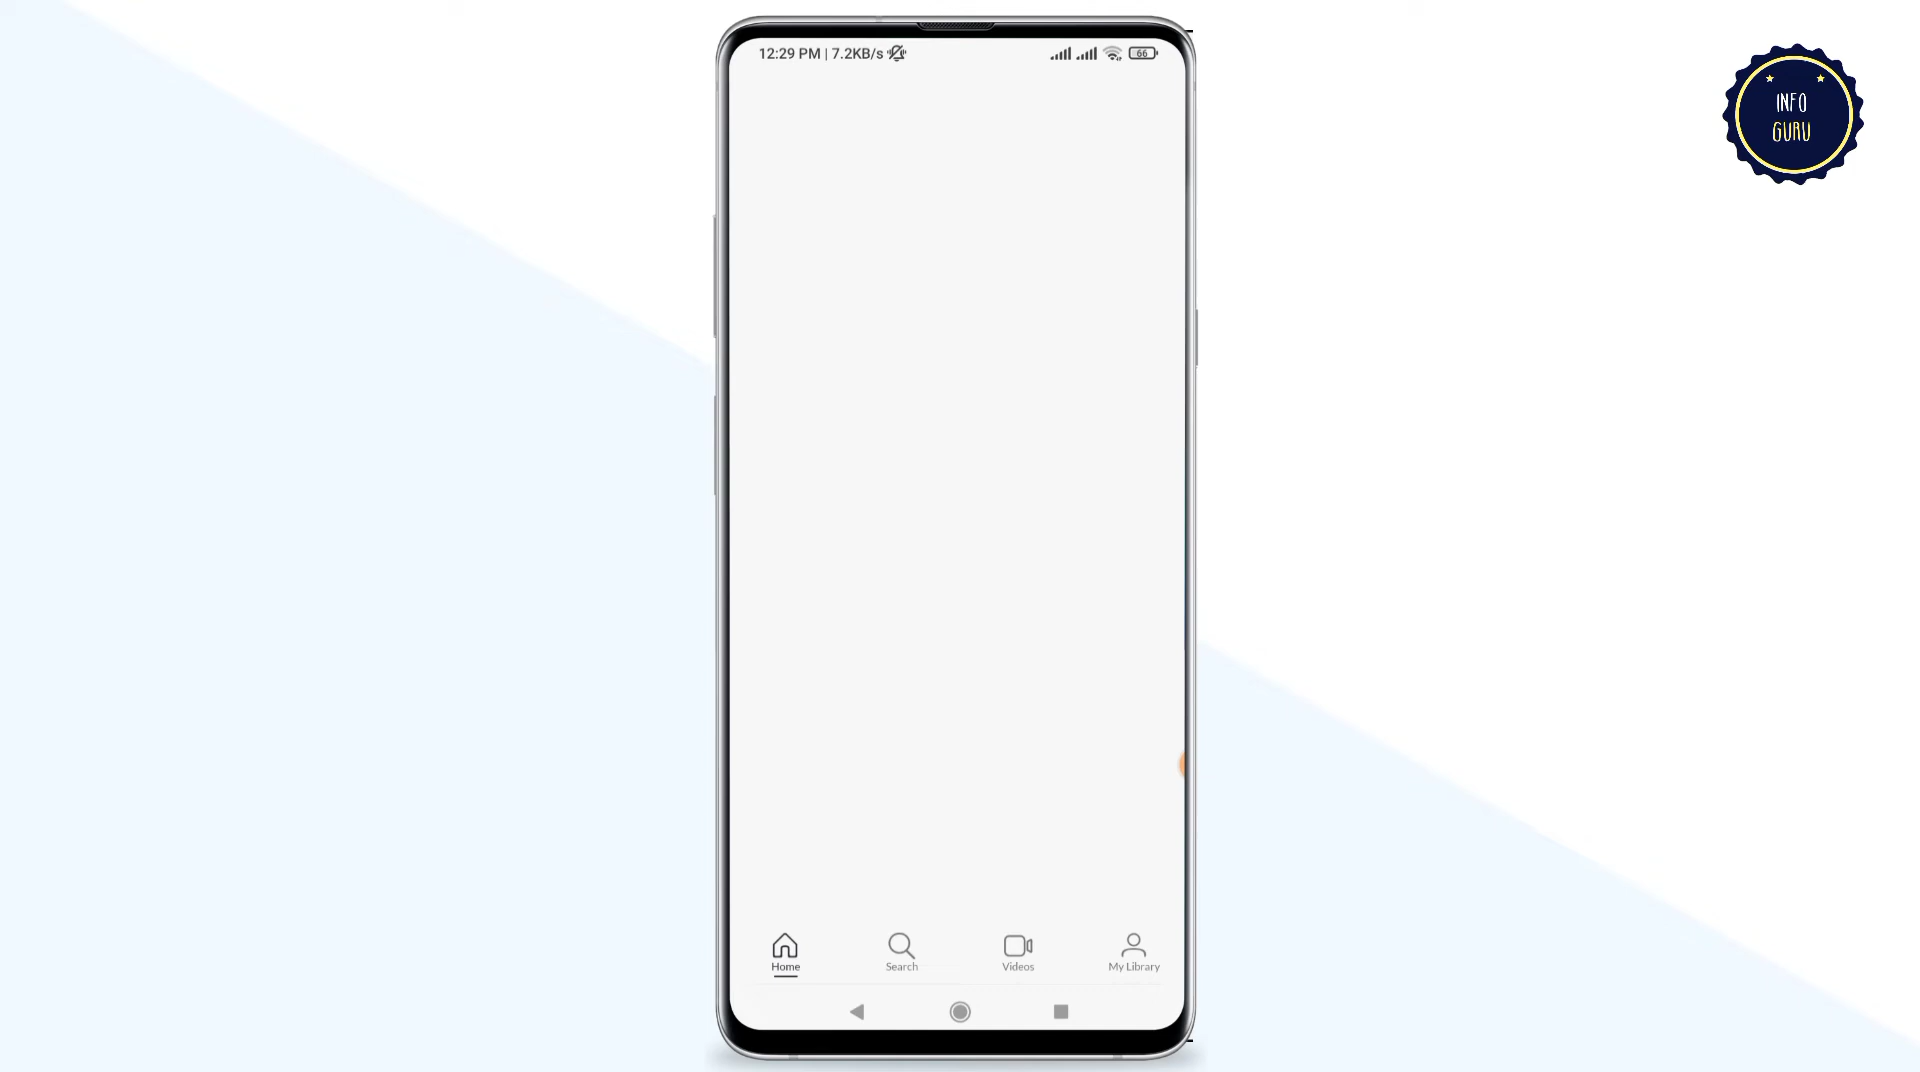 12:29 PM | 7.2KB/s
66
INFO
GURU
Home
Search
Videos
My Library